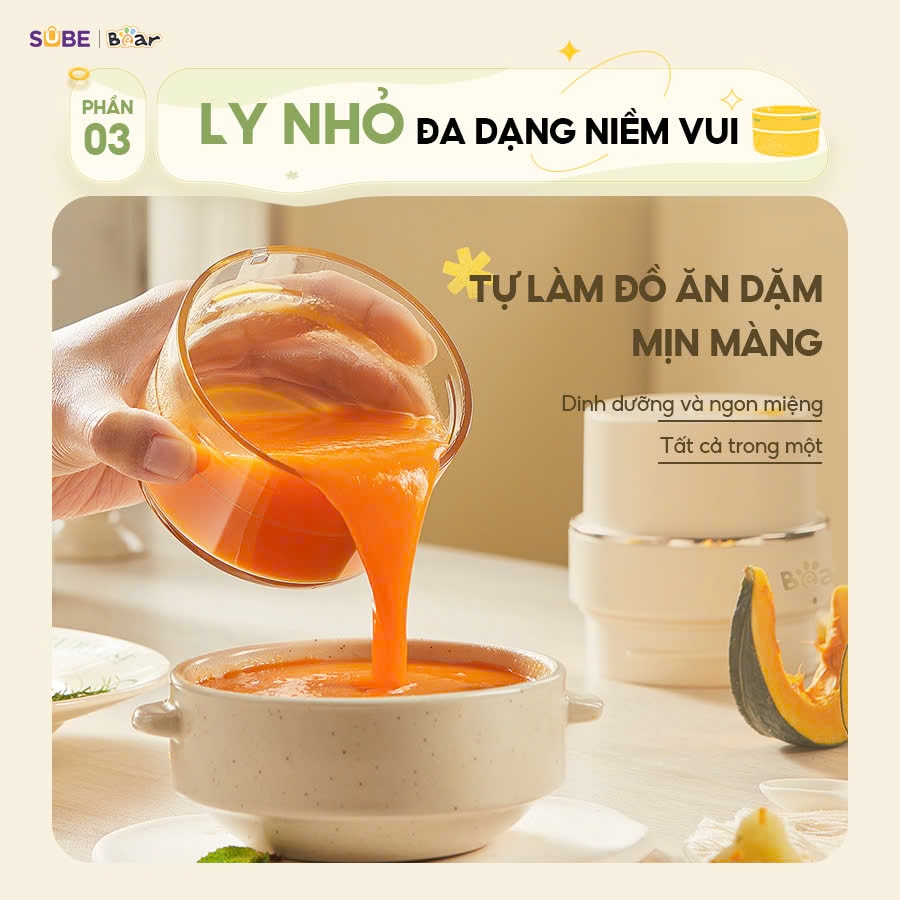 SUBE | Bear
PHẦN
03
LY NHỎ ĐA DẠNG NIỀM VUI
TỰ LÀM ĐỒ ĂN DẶM
MỊN MÀNG
Dinh dưỡng và ngon miệng
Tất cả trong một
Bear